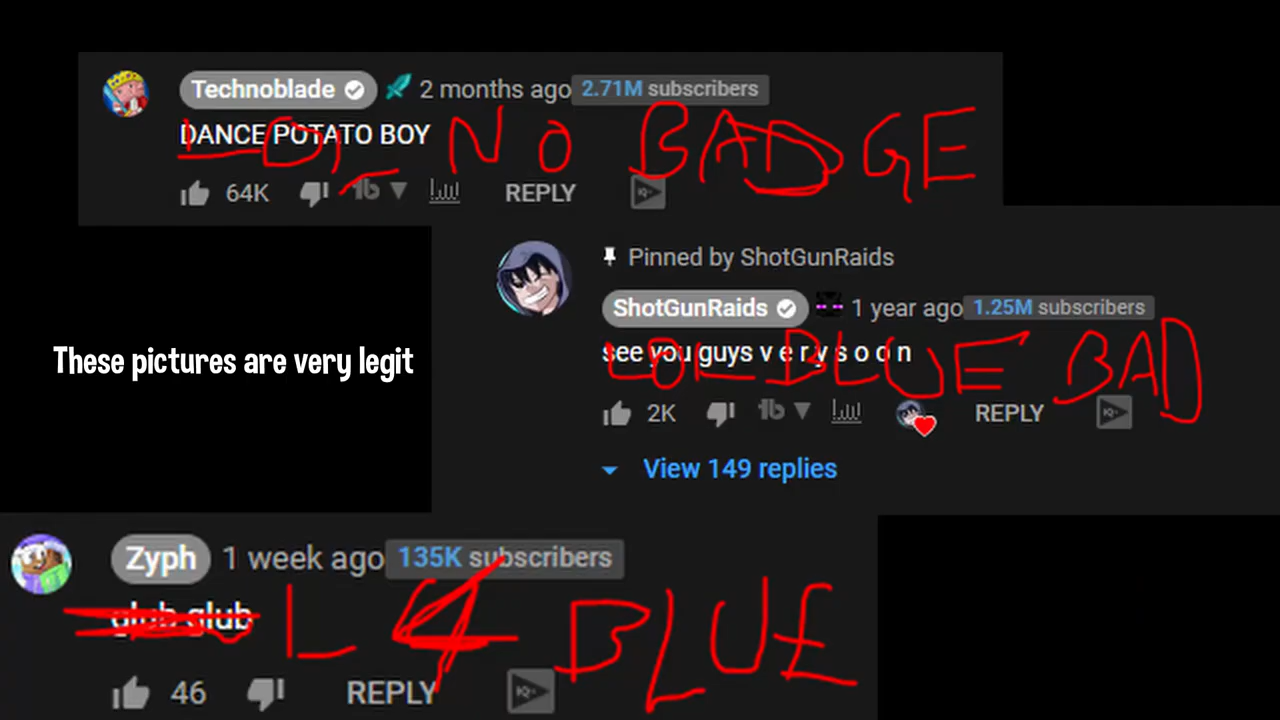 Technoblade 2 months ago 2.71M subscribers
DANCE POTATO BOY
LOL NO BADGE
64K REPLY
Pinned by ShotGunRaids
ShotGunRaids 1 year ago 1.25M subscribers
see you guys v e r y s o o n
LOL BLUE BAD
2K REPLY
View 149 replies
These pictures are very legit
Zyph 1 week ago 135K subscribers
glub glub
L 4 BLUE
46 REPLY